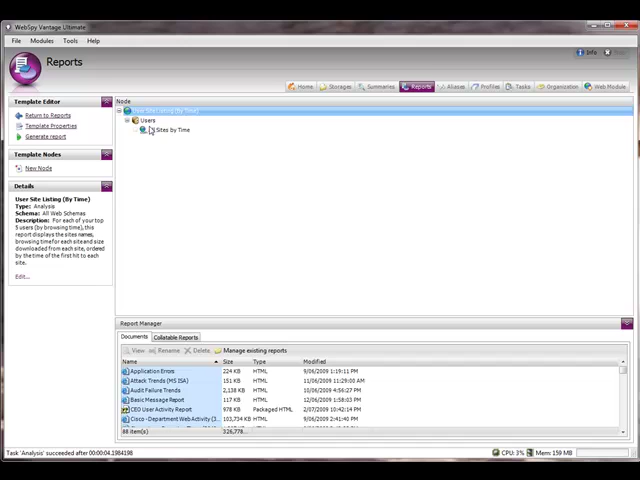 WebSpy Vantage Ultimate
File Modules Tools Help
Reports
Info
Home Storages Summaries Reports Aliases Profiles Tasks Organization Web Module
Template Editor
Return to Reports
Template Properties
Generate report
Template Nodes
New Node
Details
User Site Listing (By Time)
Type: Analysis
Schema: All Web Schemas
Description: For each of your top
5 users (by browsing time), this
report displays the sites names,
browsing time for each site and size
downloaded from each site, ordered
by the time of the first hit to each
site.
Edit...
Node
User Site Listing (By Time)
Users
Sites by Time
Report Manager
Documents Collatable Reports
View Rename Delete Manage existing reports
Name Size Type Modified
Application Errors 224 KB HTML 9/06/2009 1:19:11 PM
Attack Trends (MS ISA) 151 KB HTML 11/06/2009 11:29:00 AM
Audit Failure Trends 2,138 KB HTML 10/06/2009 4:56:27 PM
Basic Message Report 117 KB HTML 12/06/2009 1:58:03 PM
CEO User Activity Report 978 KB Packaged HTML 2/07/2009 10:42:14 PM
Cisco - Department Web Activity (3... 103,734 KB HTML 9/06/2009 2:41:40 PM
88 item(s) 326,778...
Task 'Analysis' succeeded after 00:00:04.1984198
CPU: 3% Mem: 159 MB